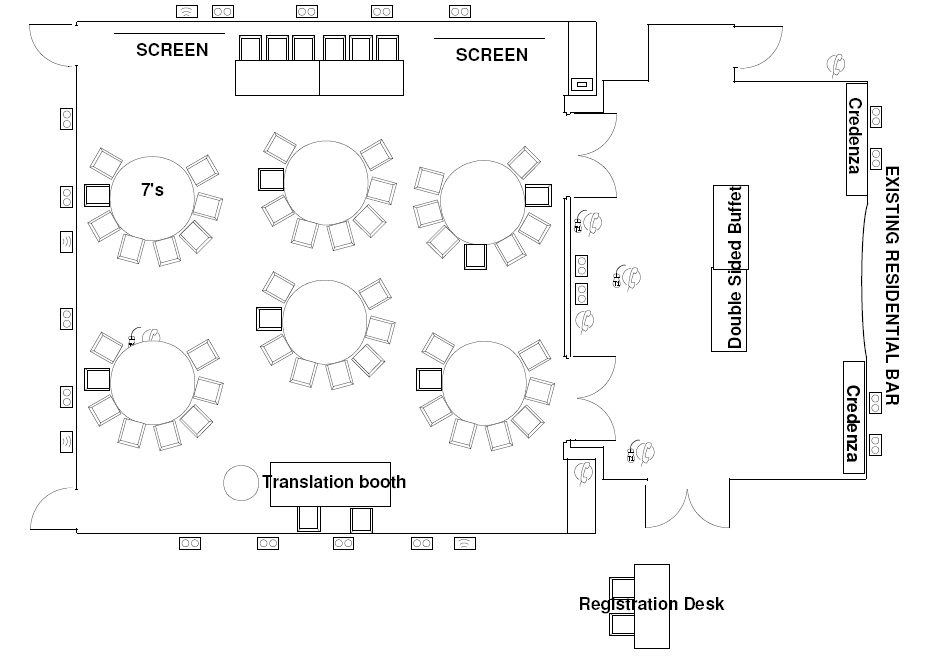 SCREEN
SCREEN
7's
Credenza
Double Sided Buffet
EXISTING RESIDENTIAL BAR
Credenza
Translation booth
Registration Desk